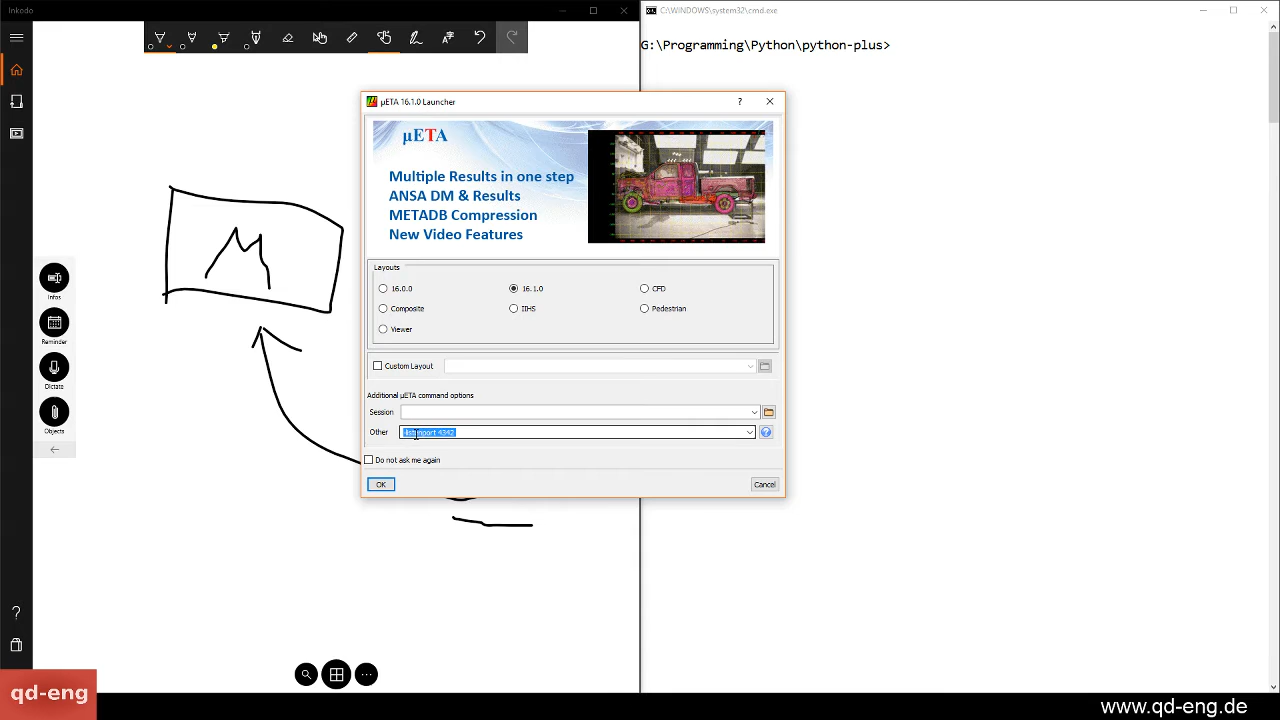 Inkodo
C:\WINDOWS\system32\cmd.exe
G:\Programming\Python\python-plus>
µETA 16.1.0 Launcher
µETA
Multiple Results in one step
ANSA DM & Results
METADB Compression
New Video Features
Layouts
16.0.0
16.1.0
CFD
Composite
IIHS
Pedestrian
Viewer
Custom Layout
Additional µETA command options
Session
Other
4342
Do not ask me again
OK
Cancel
M
Infos
Reminder
Dictate
Objects
qd-eng
www.qd-eng.de